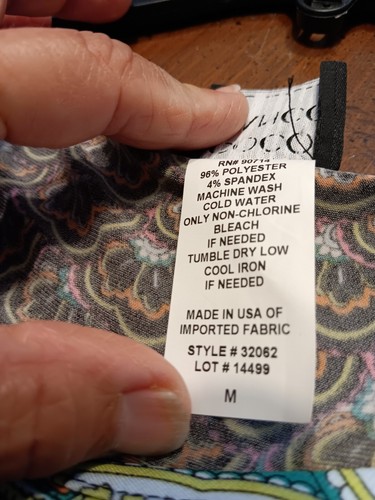 96% POLYESTER
4% SPANDEX
MACHINE WASH
COLD WATER
ONLY NON-CHLORINE
BLEACH
IF NEEDED
TUMBLE DRY LOW
COOL IRON
IF NEEDED
MADE IN USA OF
IMPORTED FABRIC
STYLE # 32062
LOT # 14499
M